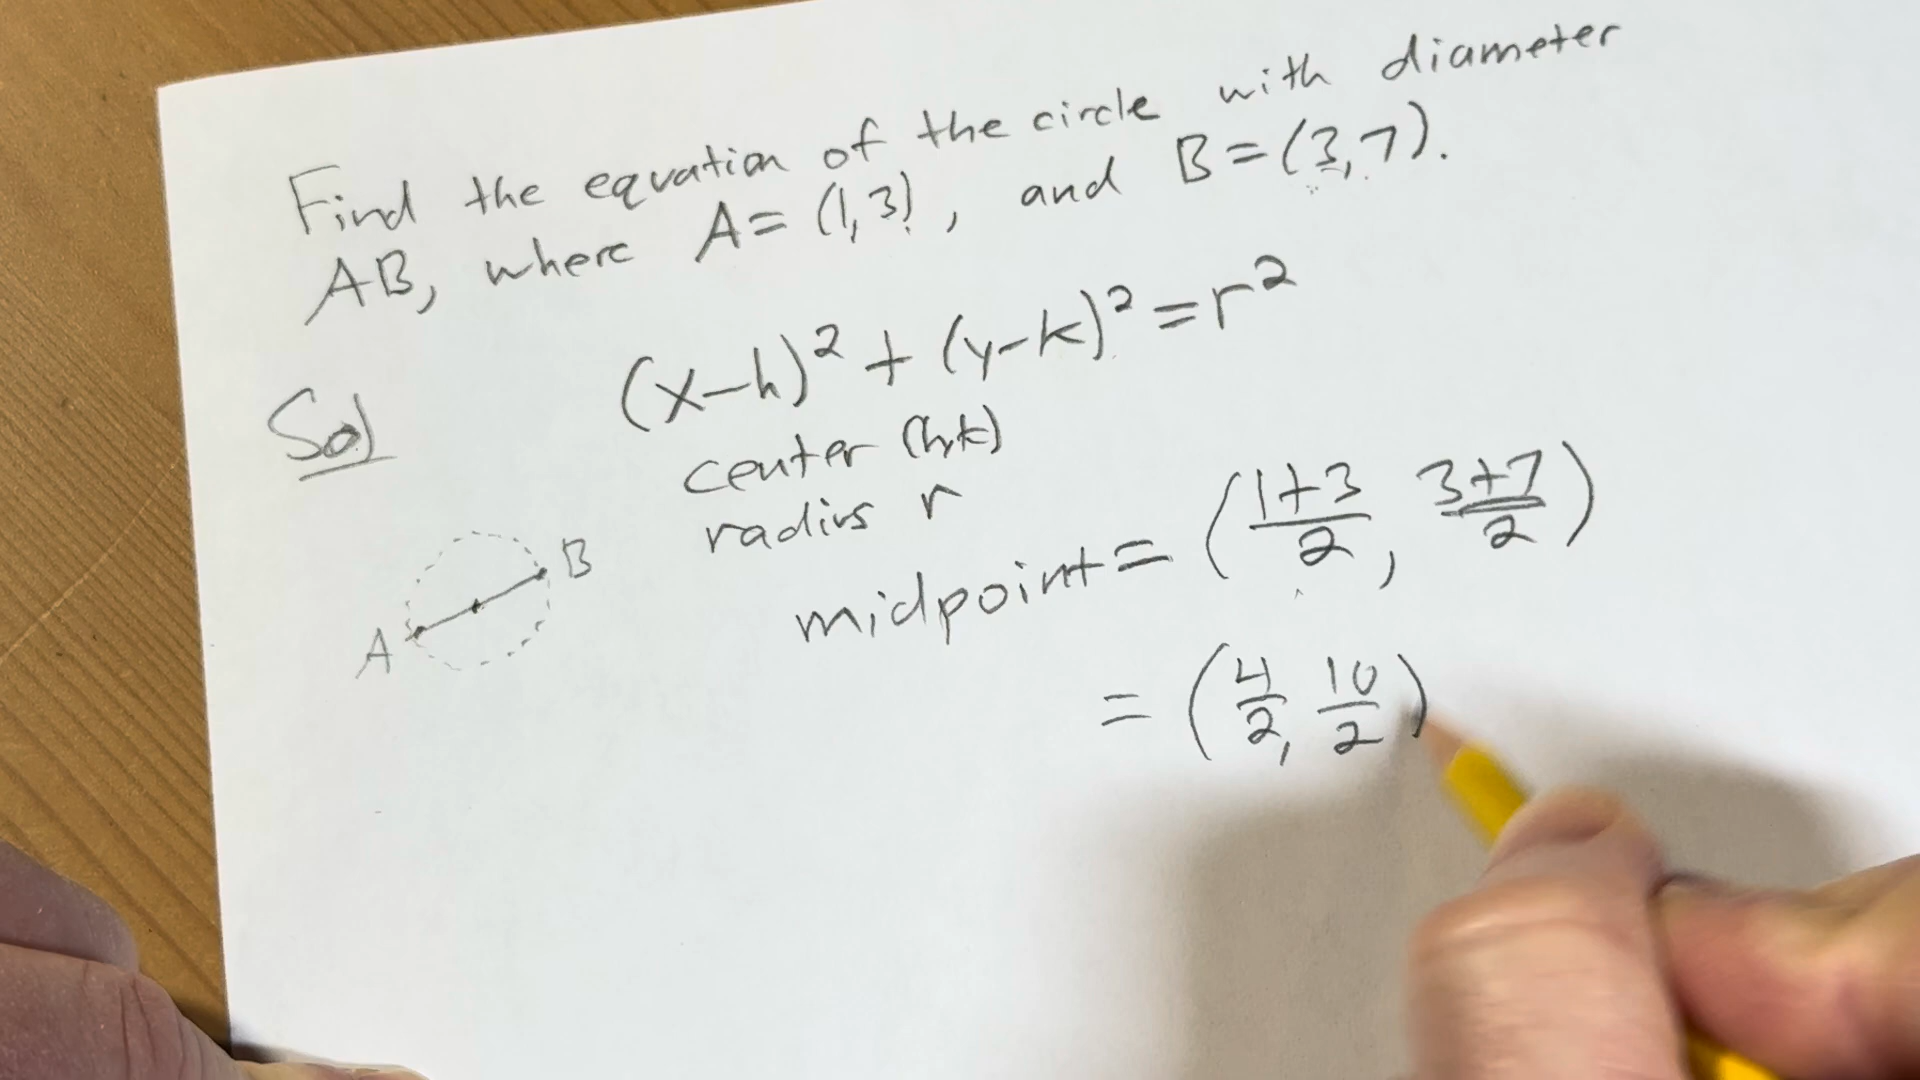 Find the equation of the circle with diameter
AB, where A = (1,3), and B = (3,7).
Sol
(x-h)² + (y-k)² = r²
center (h,k)
radius r
A B
midpoint = (1+3/2, 3+7/2)
= (4/2, 10/2)